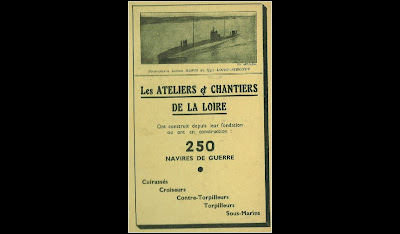 Les ATELIERS & CHANTIERS
DE LA LOIRE
Ont construit depuis leur fondation
ou ont en construction :
250
NAVIRES DE GUERRE
Cuirassés
Croiseurs
Contre-Torpilleurs
Torpilleurs
Sous-Marins